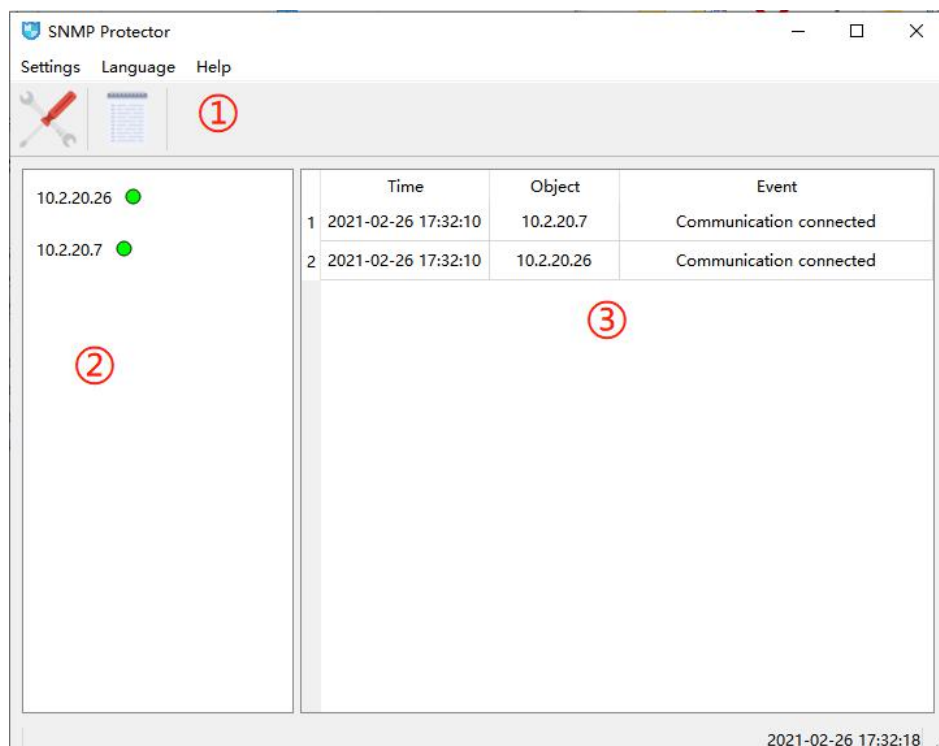 SNMP Protector
Settings Language Help
①
10.2.20.26
10.2.20.7
②
Time Object Event
1 2021-02-26 17:32:10 10.2.20.7 Communication connected
2 2021-02-26 17:32:10 10.2.20.26 Communication connected
③
2021-02-26 17:32:18